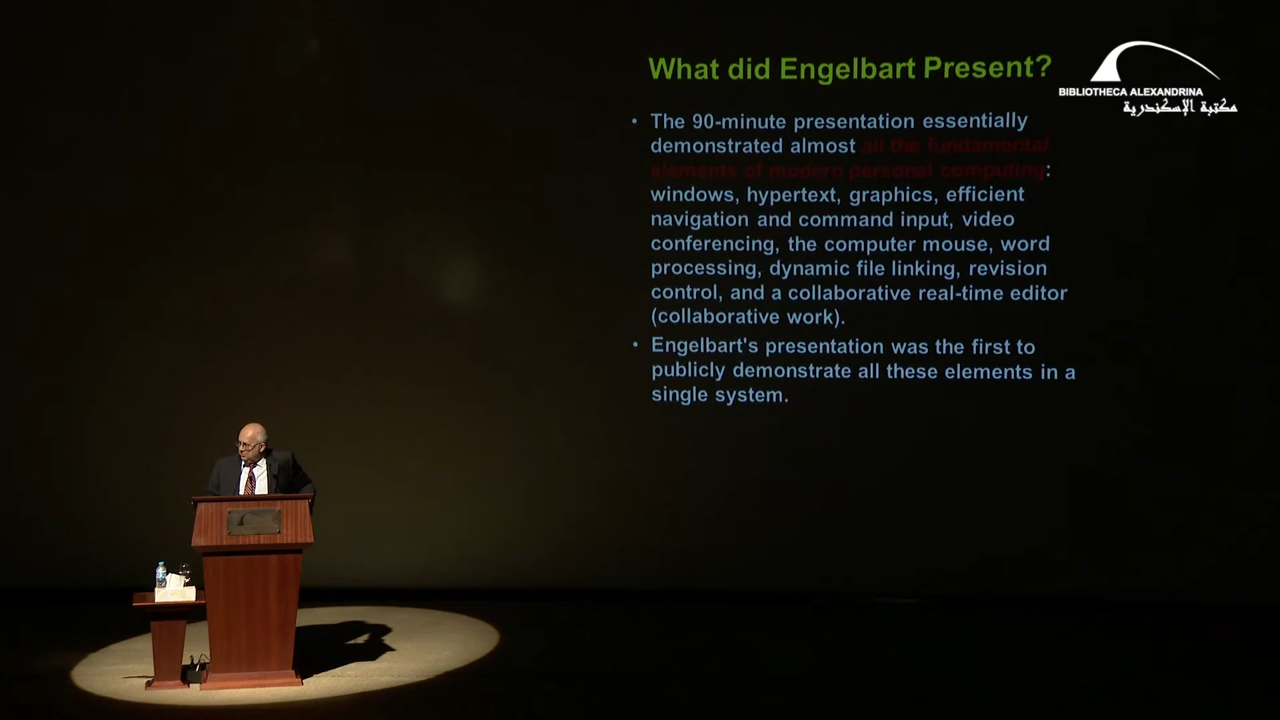 What did Engelbart Present?
BIBLIOTHECA ALEXANDRINA
مكتبة الإسكندرية
• The 90-minute presentation essentially
demonstrated almost all the fundamental
elements of modern personal computing:
windows, hypertext, graphics, efficient
navigation and command input, video
conferencing, the computer mouse, word
processing, dynamic file linking, revision
control, and a collaborative real-time editor
(collaborative work).
• Engelbart's presentation was the first to
publicly demonstrate all these elements in a
single system.